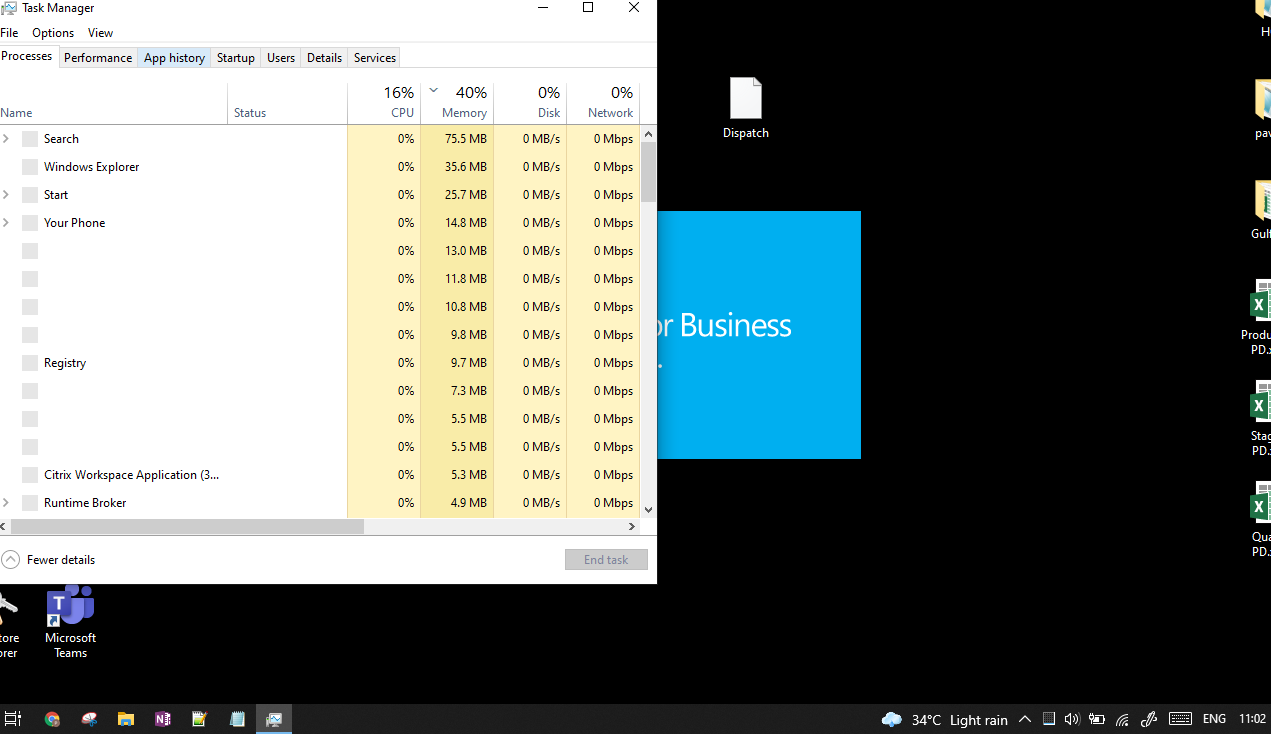 Task Manager
File Options View
Processes Performance App history Startup Users Details Services
16% 40% 0% 0%
Name Status CPU Memory Disk Network
Search 0% 75.5 MB 0 MB/s 0 Mbps
Windows Explorer 0% 35.6 MB 0 MB/s 0 Mbps
Start 0% 25.7 MB 0 MB/s 0 Mbps
Your Phone 0% 14.8 MB 0 MB/s 0 Mbps
0% 13.0 MB 0 MB/s 0 Mbps
0% 11.8 MB 0 MB/s 0 Mbps
0% 10.8 MB 0 MB/s 0 Mbps
0% 9.8 MB 0 MB/s 0 Mbps
Registry 0% 9.7 MB 0 MB/s 0 Mbps
0% 7.3 MB 0 MB/s 0 Mbps
0% 5.5 MB 0 MB/s 0 Mbps
0% 5.5 MB 0 MB/s 0 Mbps
Citrix Workspace Application (3... 0% 5.3 MB 0 MB/s 0 Mbps
Runtime Broker 0% 4.9 MB 0 MB/s 0 Mbps
Fewer details End task
Dispatch
or Business
.
H
pav
Gulf
Produ
PD.x
Stag
PD.x
Qua
PD.x
tore
orer
Microsoft
Teams
34°C Light rain ENG 11:02